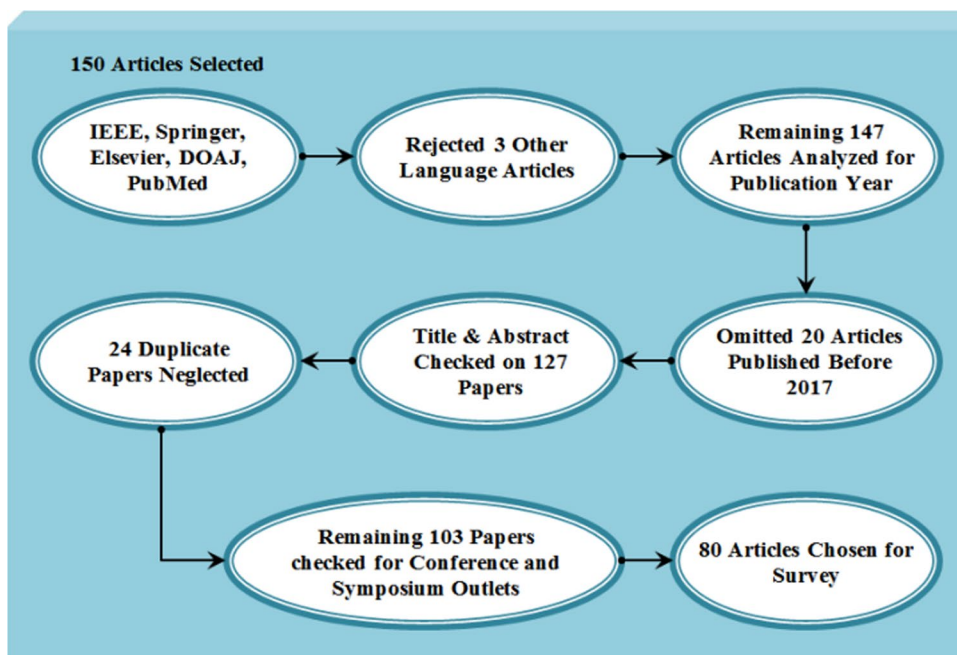 150 Articles Selected
IEEE, Springer,
Elsevier, DOAJ,
PubMed
Rejected 3 Other
Language Articles
Remaining 147
Articles Analyzed for
Publication Year
Omitted 20 Articles
Published Before
2017
Title & Abstract
Checked on 127
Papers
24 Duplicate
Papers Neglected
Remaining 103 Papers
checked for Conference and
Symposium Outlets
80 Articles Chosen for
Survey